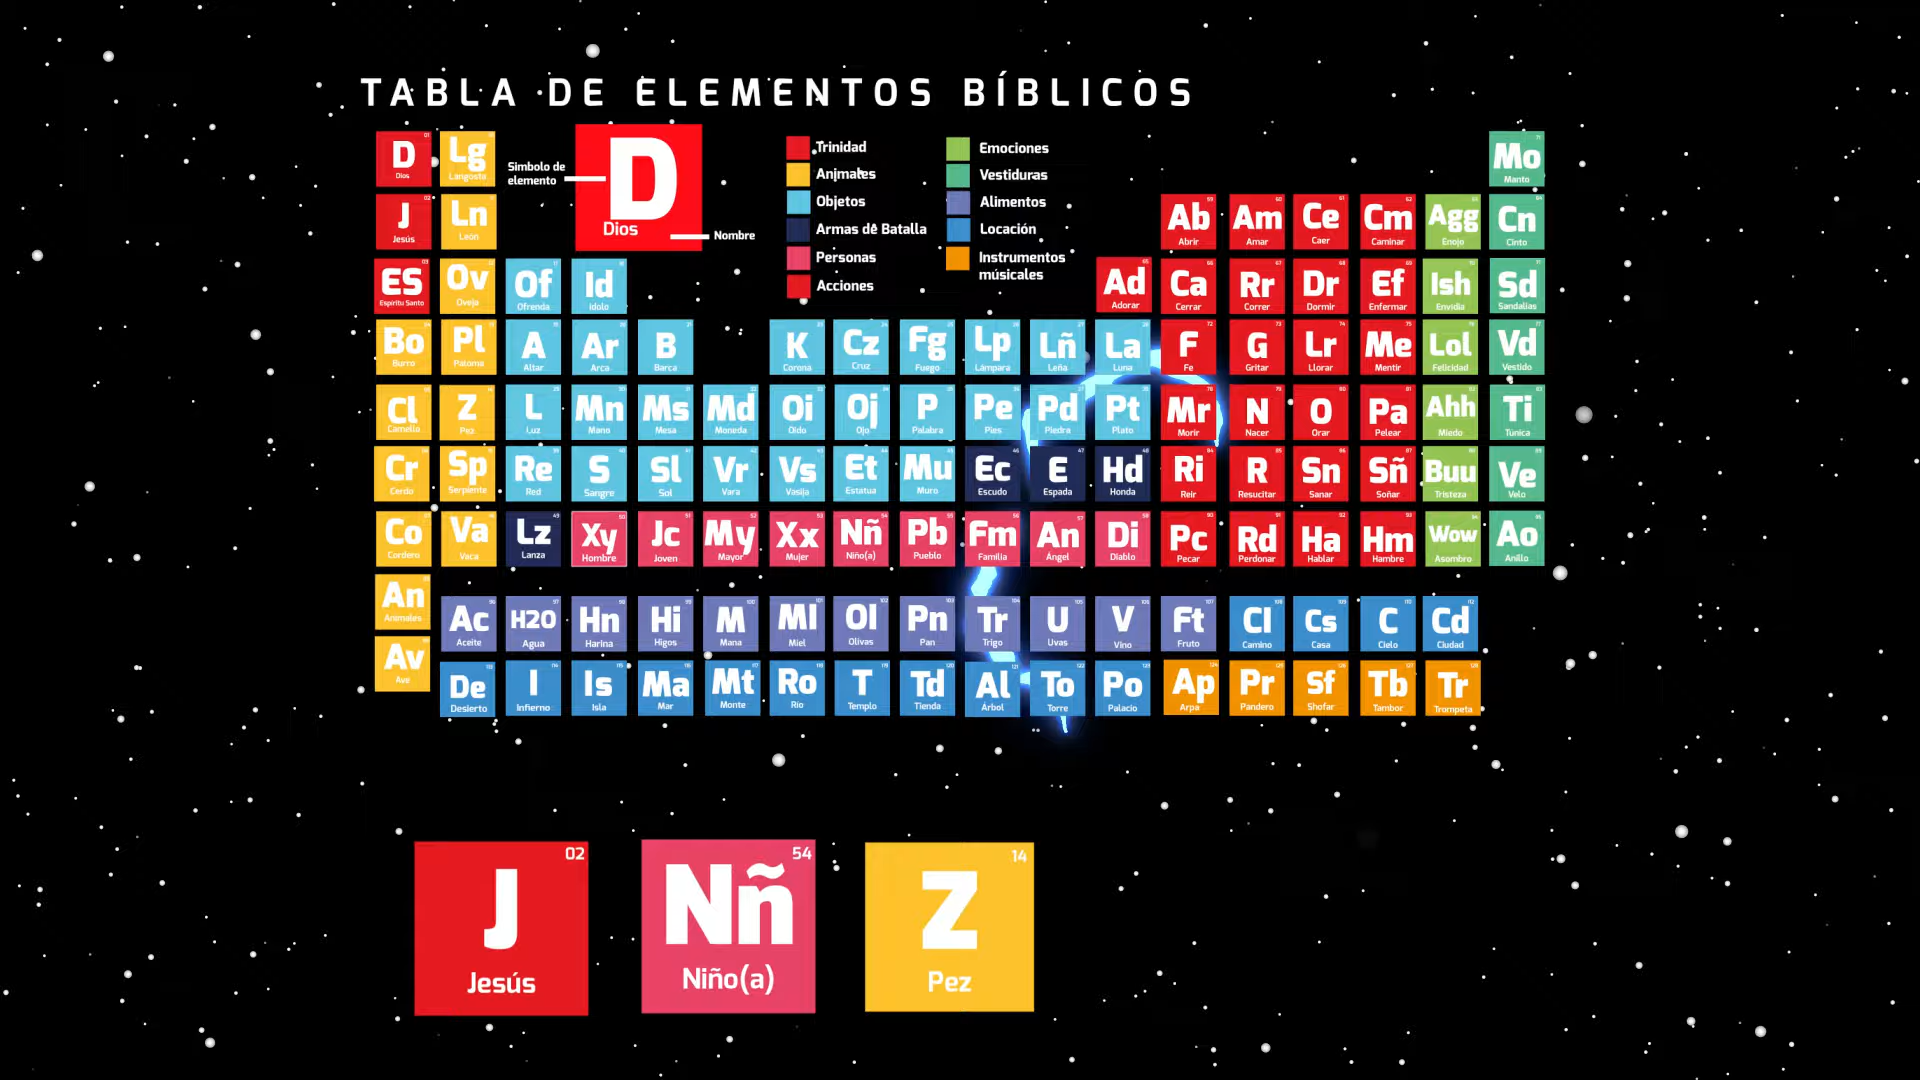 TABLA DE ELEMENTOS BÍBLICOS
D Dios
Lg Langosta
Símbolo de
elemento
D
Dios
Nombre
Trinidad
Animales
Objetos
Armas de Batalla
Personas
Acciones
Emociones
Vestiduras
Alimentos
Locación
Instrumentos
músicales
Mo Manto
J Jesús
Ln León
Ab Abrir
Am Amar
Ce Caer
Cm Caminar
Agg Enojo
Cn Cinto
ES Espíritu Santo
Ov Oveja
Of Ofrenda
Id Idolo
Ad Adorar
Ca Cerrar
Rr Correr
Dr Dormir
Ef Enfermar
Ish Envidia
Sd Sandalias
Bo Burro
Pl Paloma
A Altar
Ar Arca
B Barca
K Corona
Cz Cruz
Fg Fuego
Lp Lámpara
Lñ Leña
La Luna
F Fe
G Gritar
Lr Llorar
Me Mentir
Lol Felicidad
Vd Vestido
Cl Camello
Z Pez
L Luz
Mn Mano
Ms Mesa
Md Moneda
Oi Oído
Oj Ojo
P Palabra
Pe Pies
Pd Piedra
Pt Plato
Mr Morir
N Nacer
O Orar
Pa Pelear
Ahh Miedo
Ti Túnica
Cr Cerdo
Sp Serpiente
Re Red
S Sangre
Sl Sol
Vr Vara
Vs Vasija
Et Estatua
Mu Muro
Ec Escudo
E Espada
Hd Honda
Ri Reir
R Resucitar
Sn Sanar
Sñ Soñar
Buu Tristeza
Ve Velo
Co Cordero
Va Vaca
Lz Lanza
Xy Hombre
Jc Joven
My Mayor
Xx Mujer
Nñ Niño(a)
Pb Pueblo
Fm Familia
An Ángel
Di Diablo
Pc Pecar
Rd Perdonar
Ha Hablar
Hm Hambre
Wow Asombro
Ao Anillo
An Animales
Ac Aceite
H2O Agua
Hn Harina
Hi Higos
M Mana
Ml Miel
Ol Olivas
Pn Pan
Tr Trigo
U Uvas
V Vino
Ft Fruto
Cl Camino
Cs Casa
C Cielo
Cd Ciudad
Av Ave
De Desierto
I Infierno
Is Isla
Ma Mar
Mt Monte
Ro Río
T Templo
Td Tienda
Al Árbol
To Torre
Po Palacio
Ap Arpa
Pr Pandero
Sf Shofar
Tb Tambor
Tr Trompeta
02
J
Jesús
54
Nñ
Niño(a)
14
Z
Pez